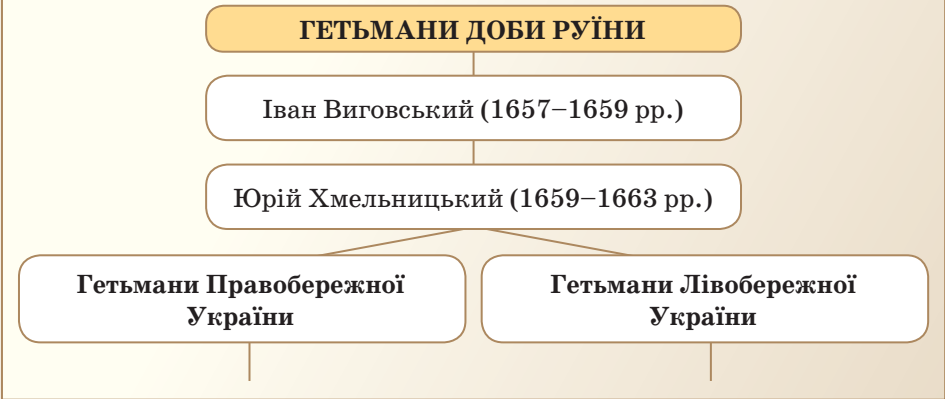 ГЕТЬМАНИ ДОБИ РУЇНИ
Іван Виговський (1657–1659 рр.)
Юрій Хмельницький (1659–1663 рр.)
Гетьмани Правобережної
України
Гетьмани Лівобережної
України